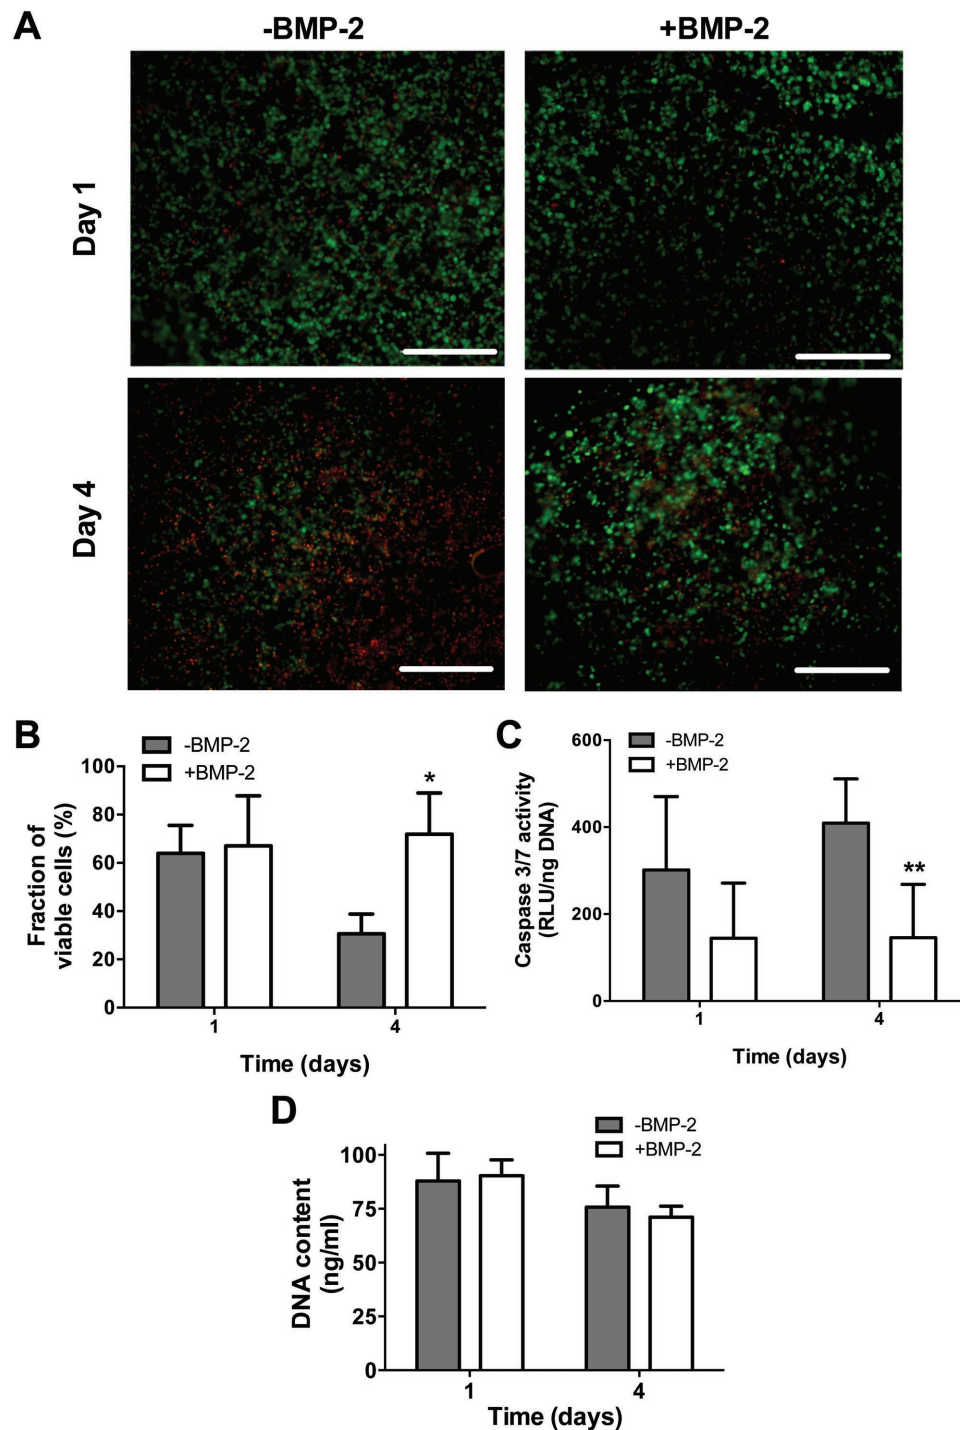 A
-BMP-2
+BMP-2
Day 1
Day 4
B
-BMP-2
+BMP-2
100
80
60
40
20
0
*
Fraction of
viable cells (%)
1
4
Time (days)
C
-BMP-2
+BMP-2
600
400
200
0
**
Caspase 3/7 activity
(RLU/ng DNA)
1
4
Time (days)
D
-BMP-2
+BMP-2
100
75
50
25
0
DNA content
(ng/ml)
1
4
Time (days)